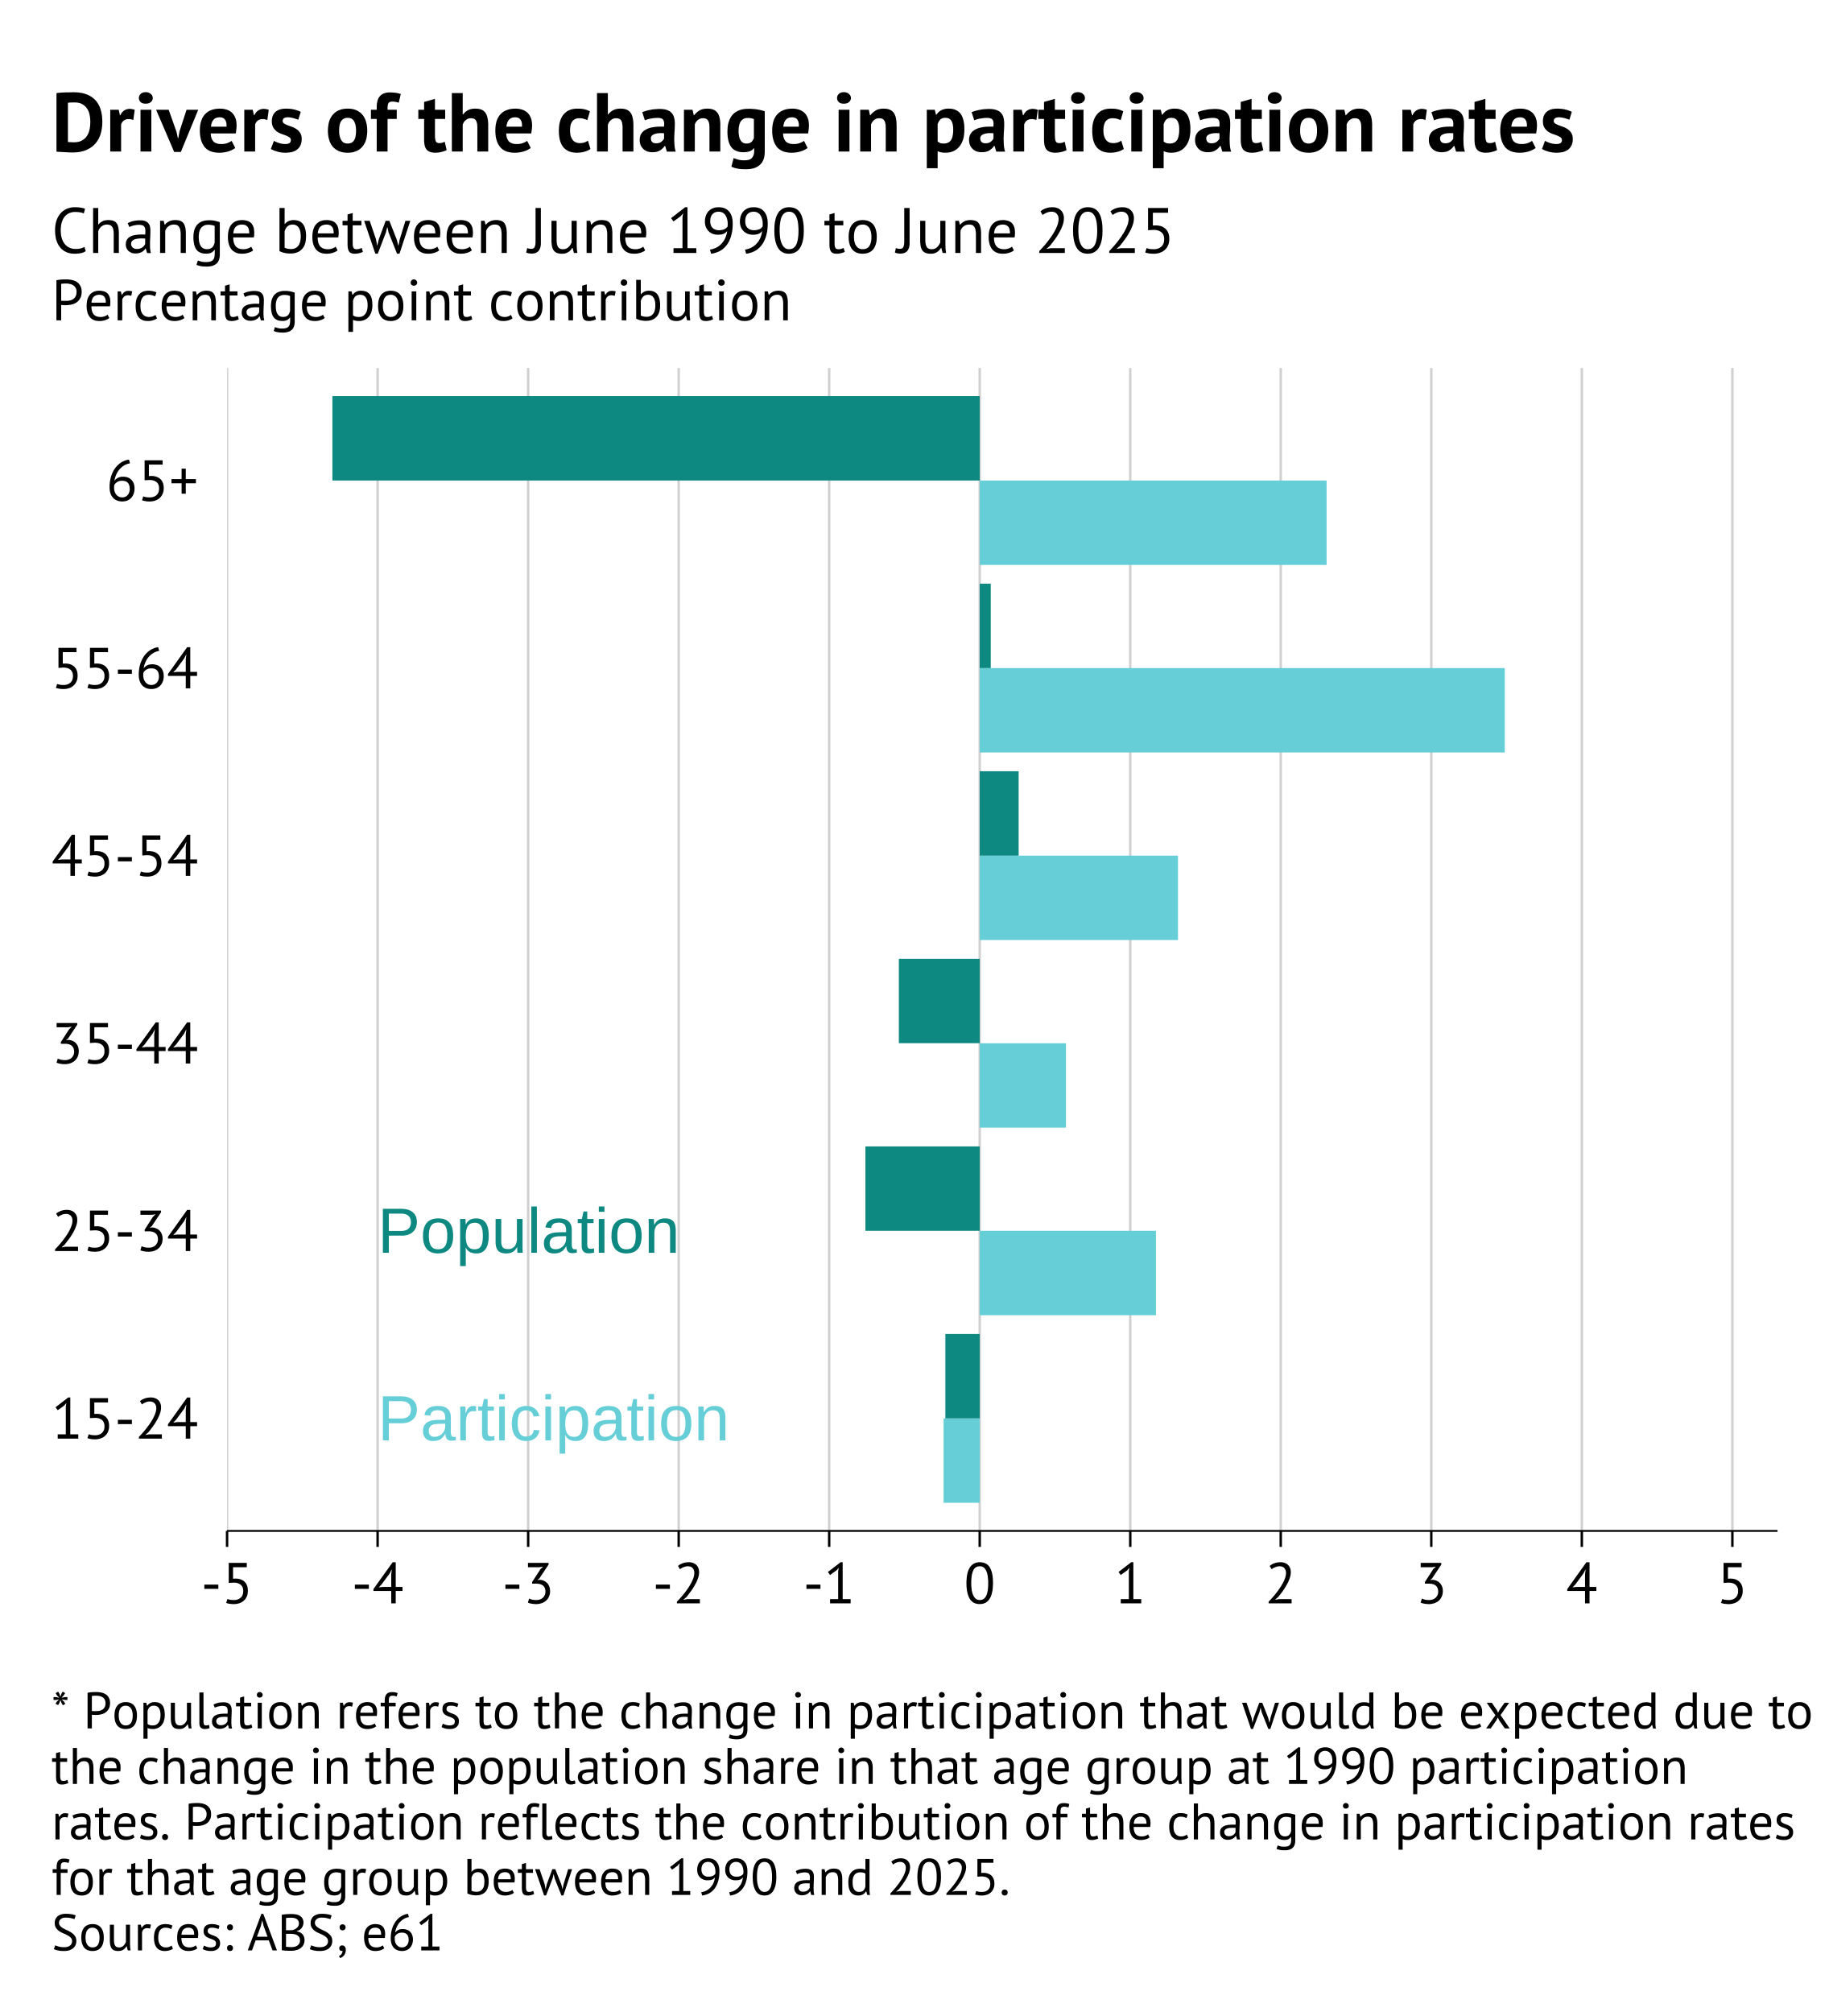 Drivers of the change in participation rates
Change between June 1990 to June 2025
Percentage point contribution
65+
55-64
45-54
35-44
25-34
Population
15-24
Participation
-5 -4 -3 -2 -1 0 1 2 3 4 5
* Population refers to the change in participation that would be expected due to
the change in the population share in that age group at 1990 participation
rates. Participation reflects the contribution of the change in participation rates
for that age group between 1990 and 2025.
Sources: ABS; e61